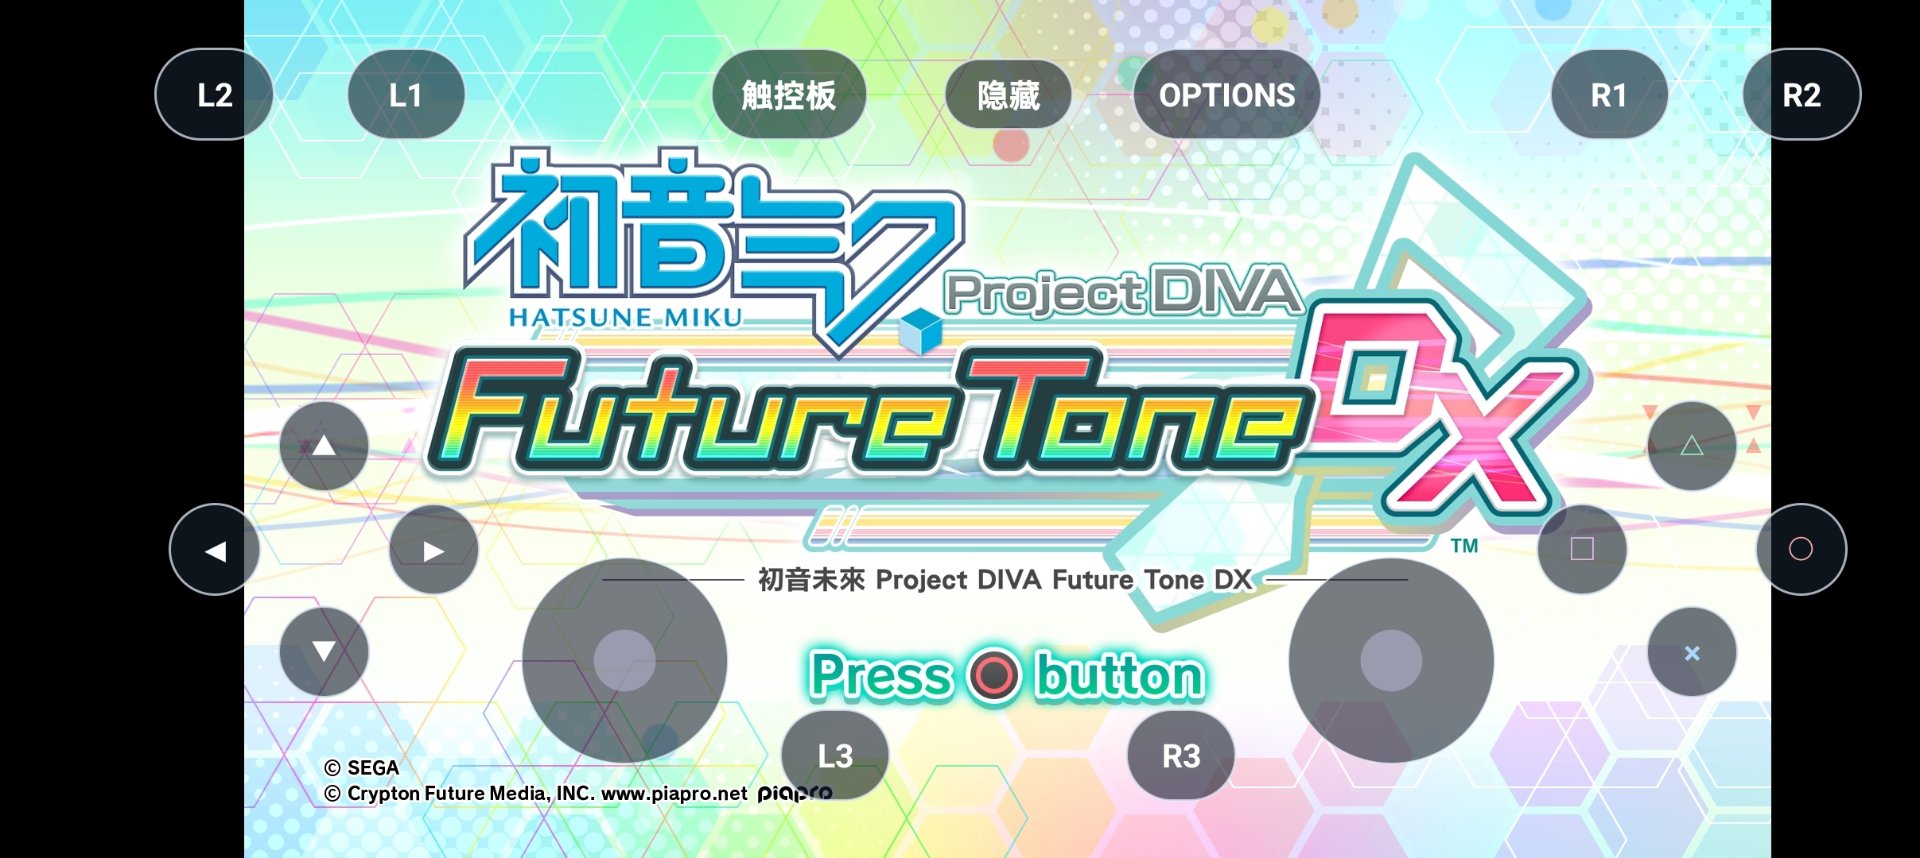 L2 L1 触控板 隐藏 OPTIONS R1 R2
初音ミク
HATSUNE MIKU
Project DIVA
Future Tone DX
TM
初音未來 Project DIVA Future Tone DX
Press button
L3 R3
© SEGA
© Crypton Future Media, INC. www.piapro.net piapro